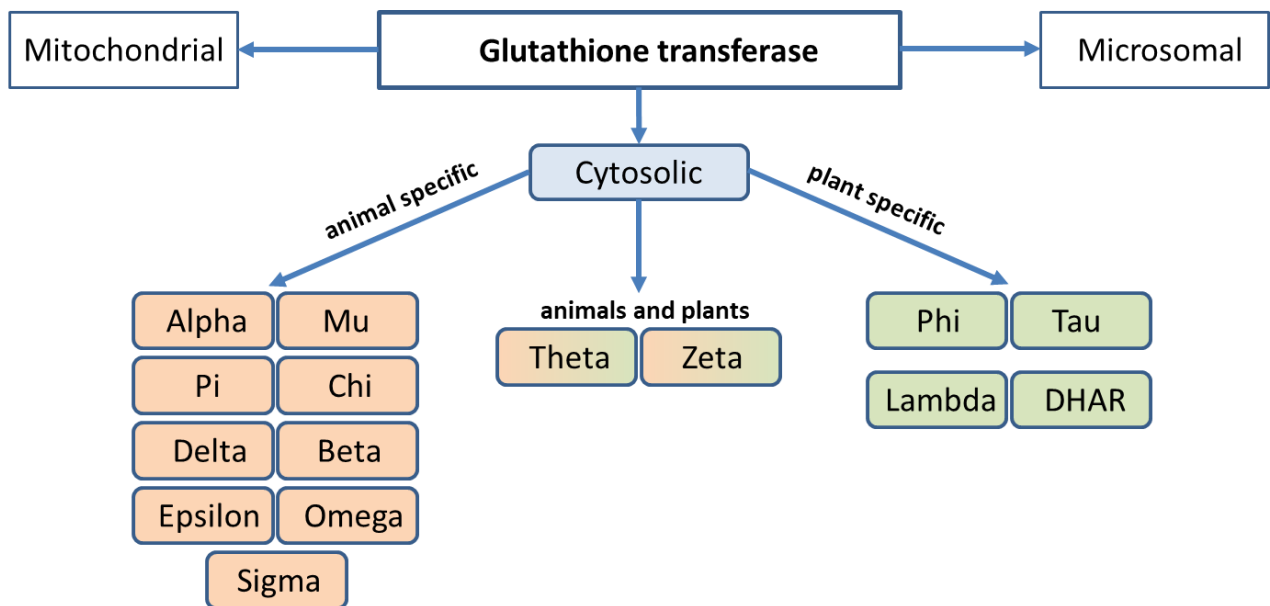 Mitochondrial
Glutathione transferase
Microsomal
Cytosolic
animal specific
plant specific
animals and plants
Alpha
Mu
Pi
Chi
Delta
Beta
Epsilon
Omega
Sigma
Theta
Zeta
Phi
Tau
Lambda
DHAR